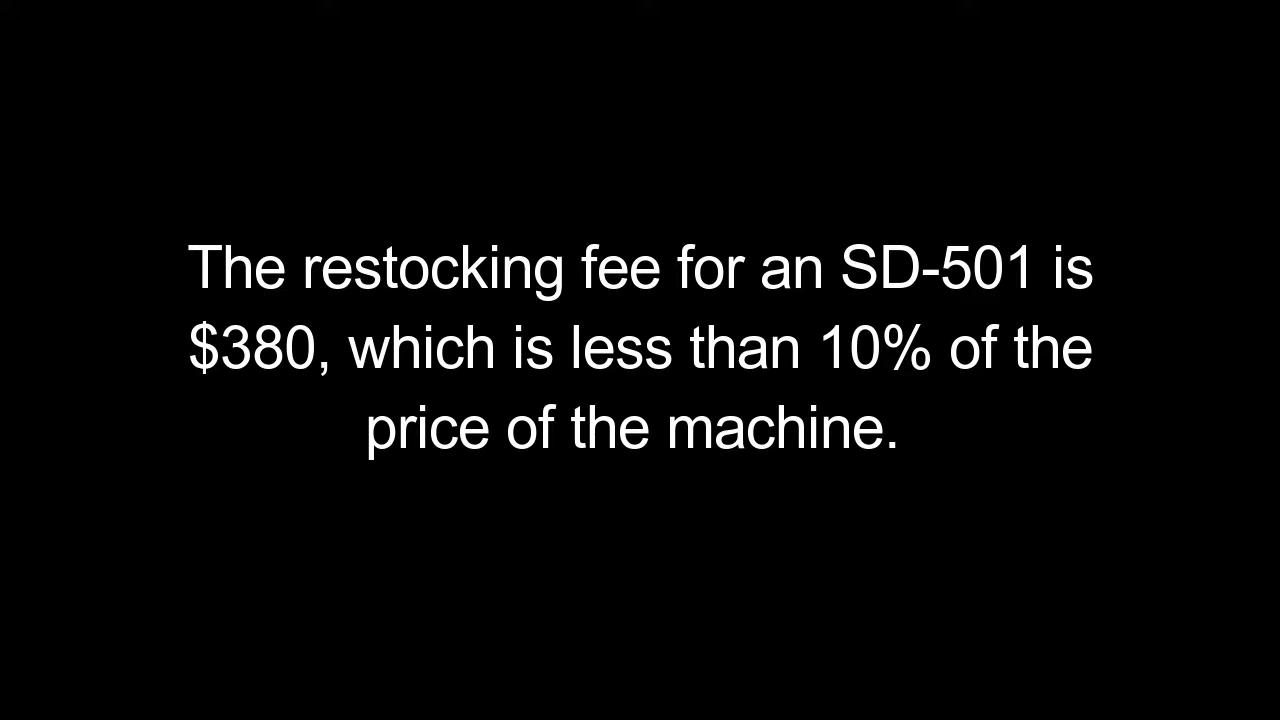 The restocking fee for an SD-501 is
$380, which is less than 10% of the
price of the machine.